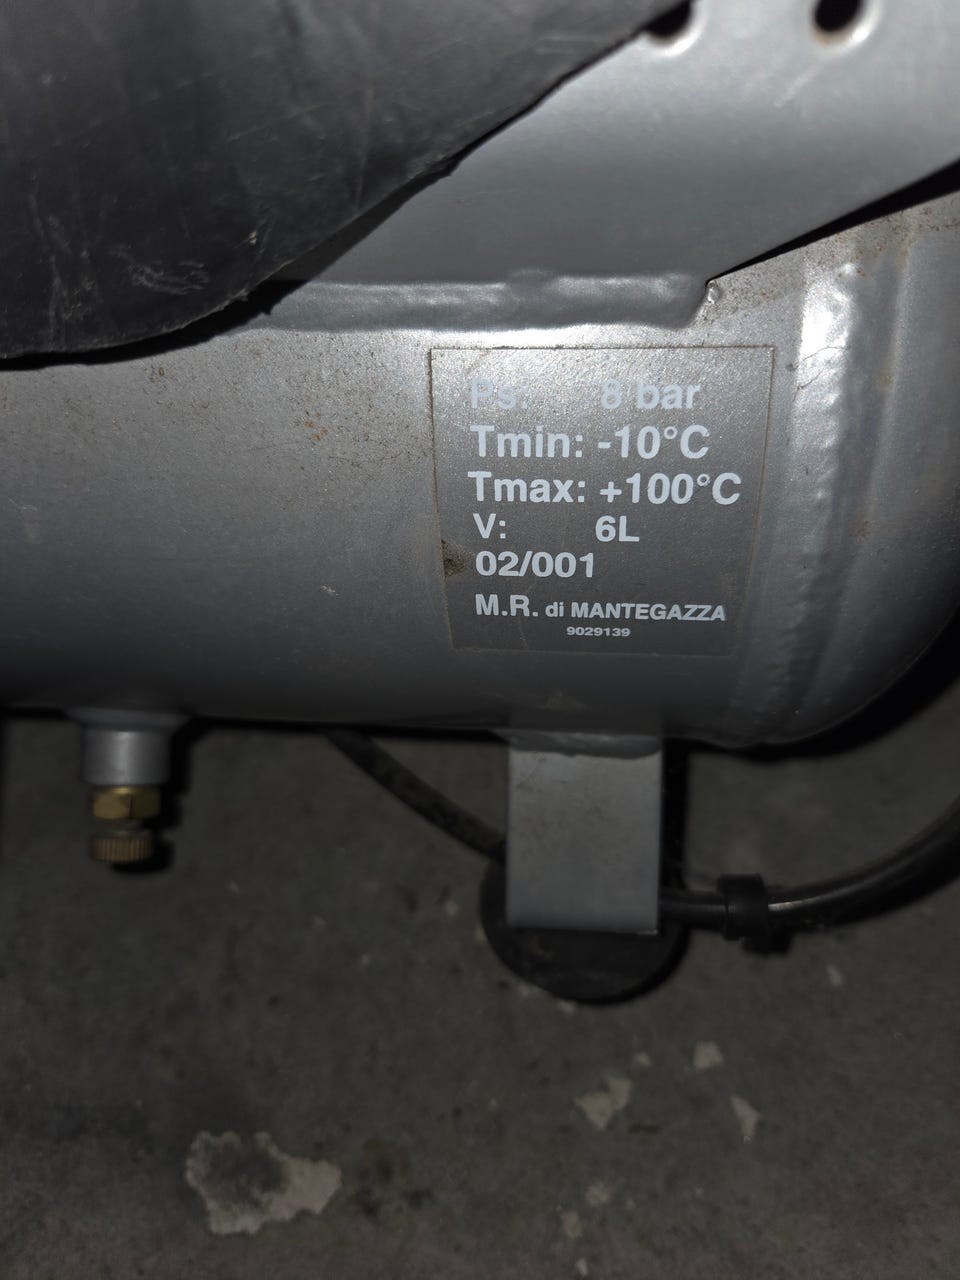 Ps: 8 bar
Tmin: -10°C
Tmax: +100°C
V: 6L
02/001
M.R. di MANTEGAZZA
9029139